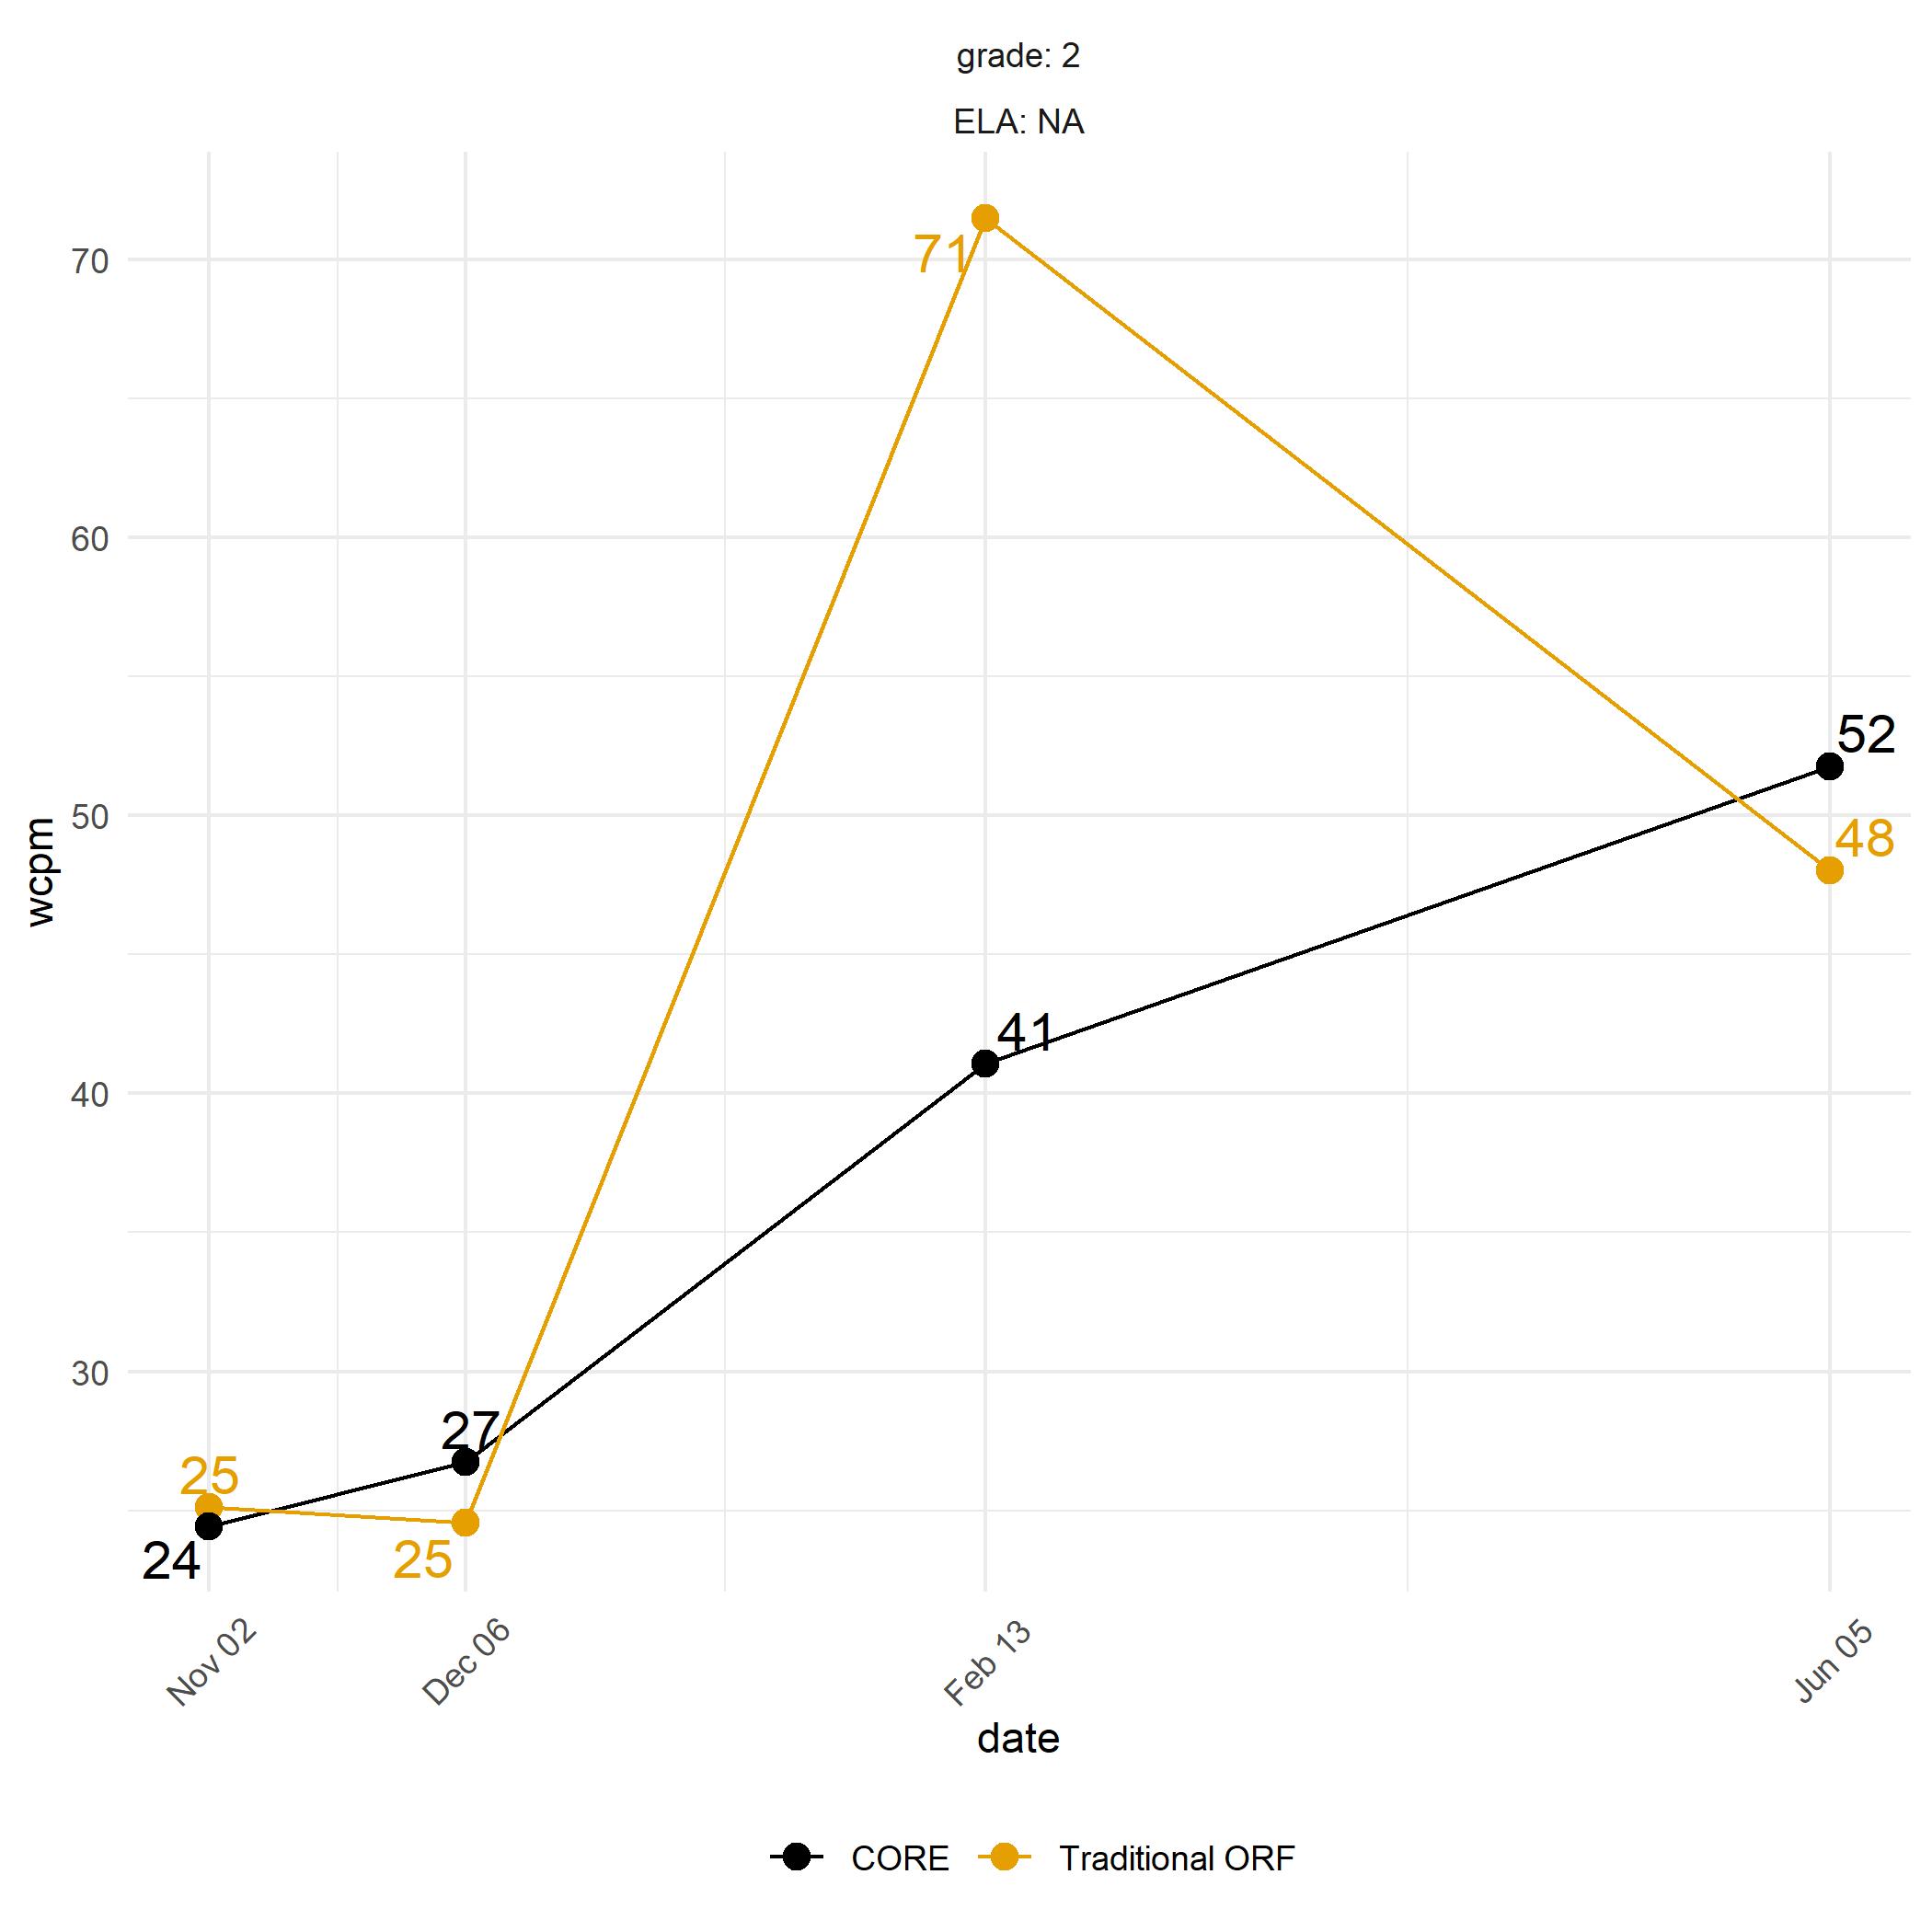 grade: 2
ELA: NA
70
60
50
40
30
wcpm
71
52
48
41
27
25
25
24
Nov 02
Dec 06
Feb 13
Jun 05
date
CORE
Traditional ORF